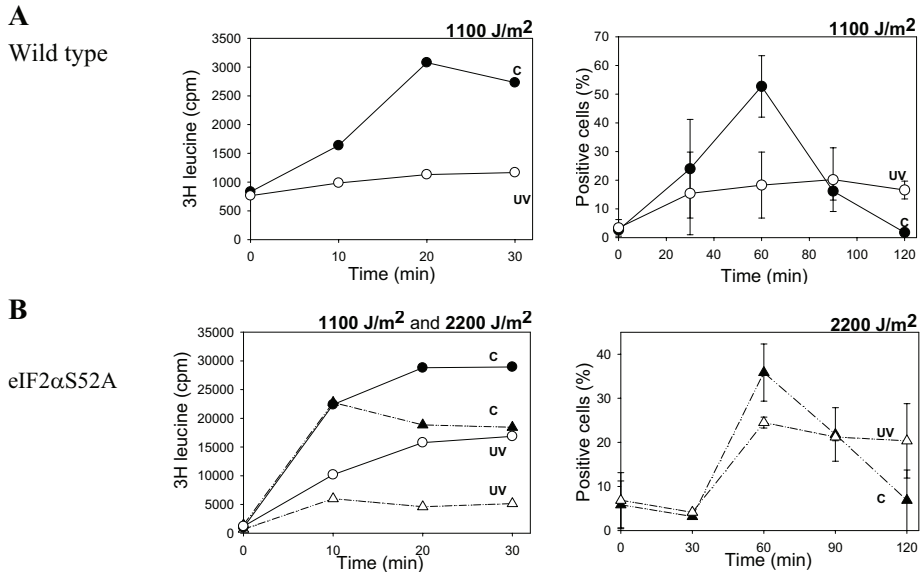 A
Wild type
1100 J/m²
3H leucine (cpm)
3500
3000
2500
2000
1500
1000
500
0
C
UV
0 10 20 30
Time (min)
1100 J/m²
Positive cells (%)
70
60
50
40
30
20
10
0
UV
C
0 20 40 60 80 100 120
Time (min)
B
eIF2αS52A
1100 J/m² and 2200 J/m²
3H leucine (cpm)
35000
30000
25000
20000
15000
10000
5000
0
C
C
UV
UV
0 10 20 30
Time (min)
2200 J/m²
Positive cells (%)
40
20
0
UV
C
0 30 60 90 120
Time (min)